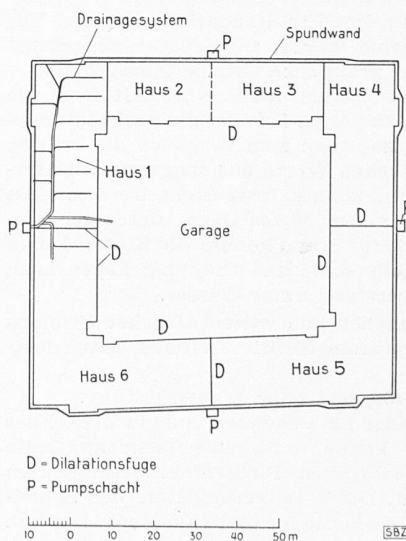 Drainagesystem
P
Spundwand
Haus 2
Haus 3
Haus 4
D
Haus 1
Garage
D
P
P
D
D
D
Haus 6
D
Haus 5
P
D = Dilatationsfuge
P = Pumpschacht
10 0 10 20 30 40 50 m
SBZ